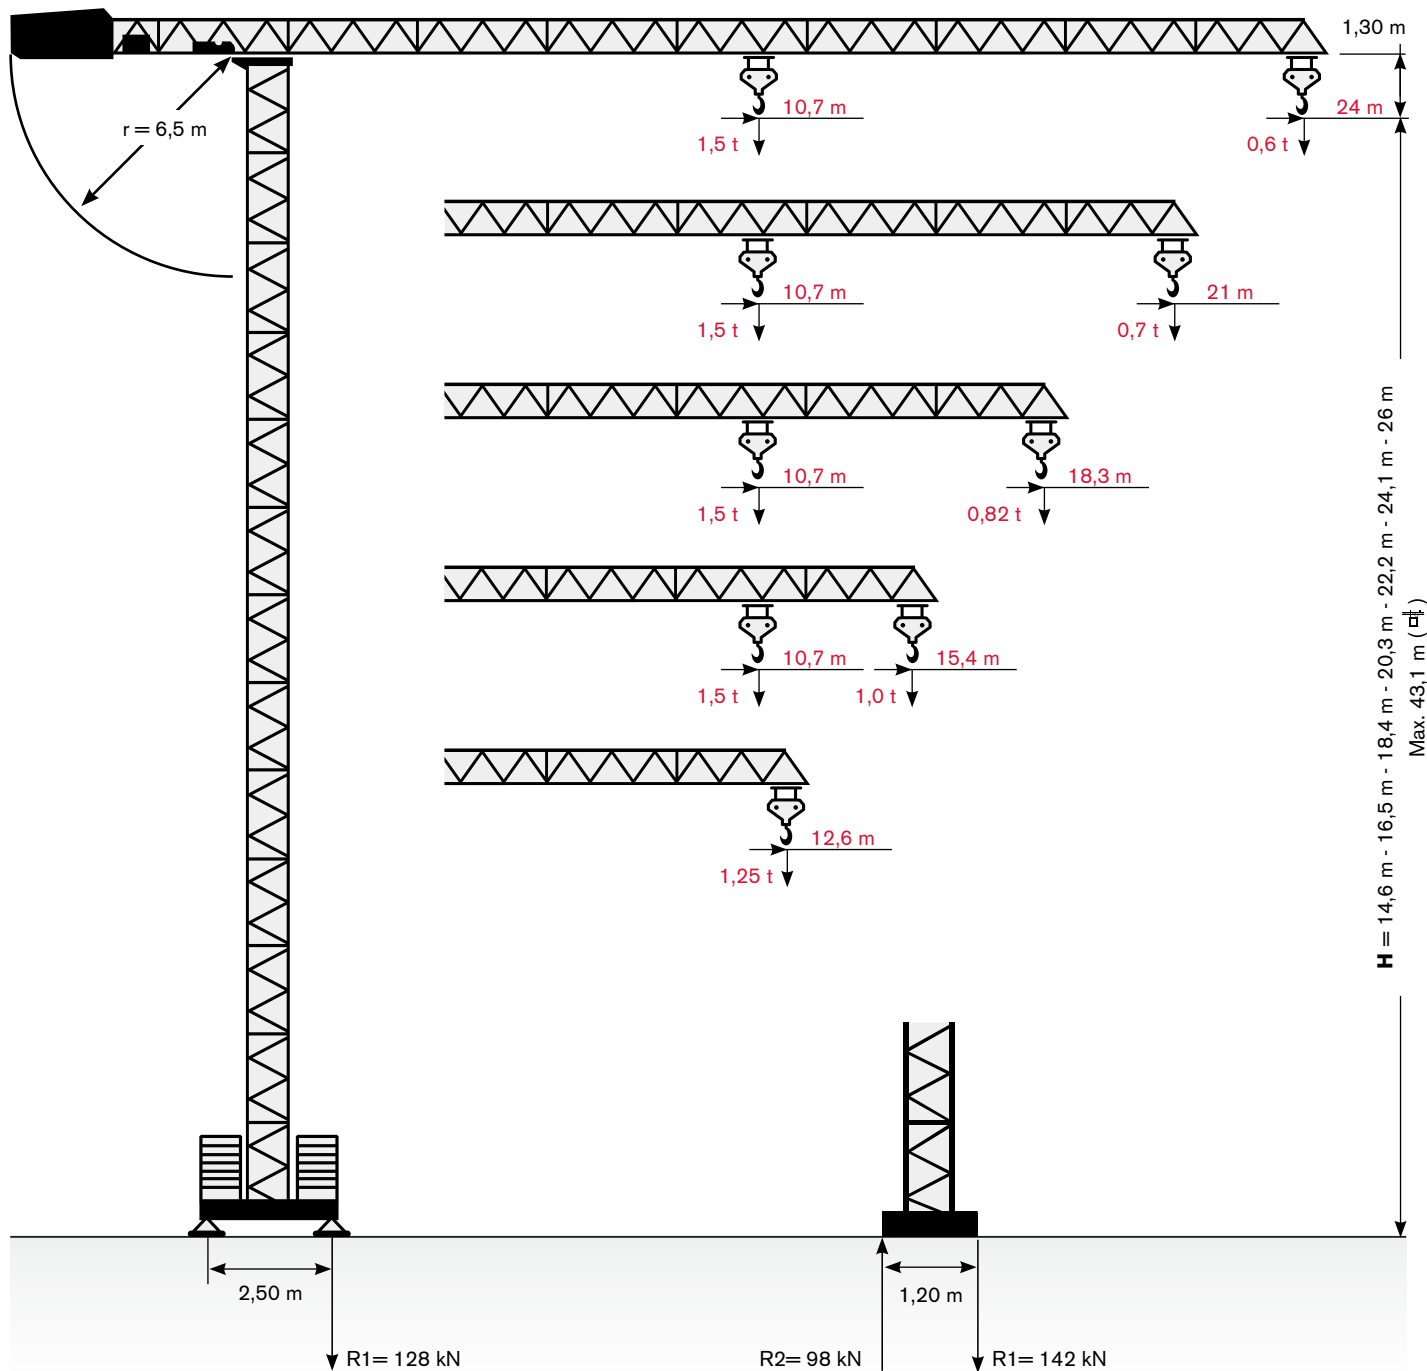 1,30 m
r = 6,5 m
10,7 m
24 m
1,5 t
0,6 t
10,7 m
21 m
1,5 t
0,7 t
10,7 m
18,3 m
1,5 t
0,82 t
10,7 m
15,4 m
1,5 t
1,0 t
12,6 m
1,25 t
H = 14,6 m - 16,5 m - 18,4 m - 20,3 m - 22,2 m - 24,1 m - 26 m
Max. 43,1 m ( )
2,50 m
1,20 m
R1= 128 kN
R2= 98 kN
R1= 142 kN